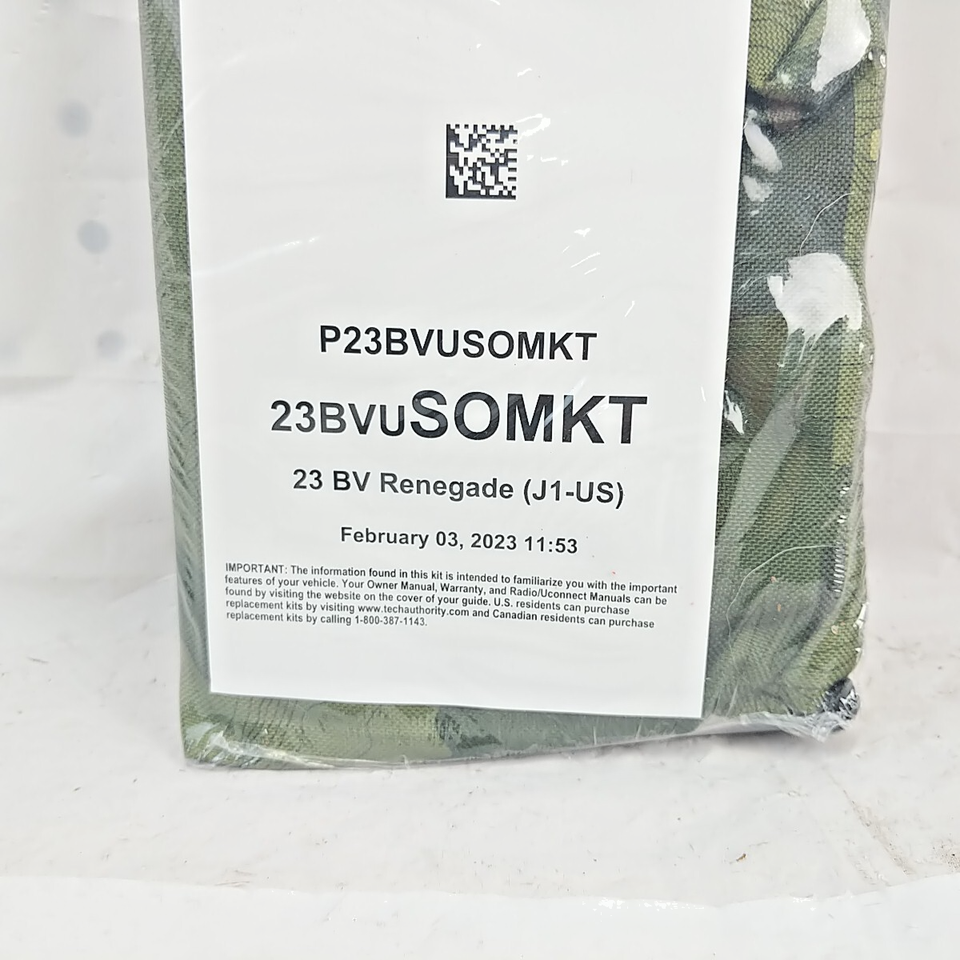 P23BVUSOMKT
23BVUSOMKT
23 BV Renegade (J1-US)
February 03, 2023 11:53
IMPORTANT: The information found in this kit is intended to familiarize you with the important
features of your vehicle. Your Owner Manual, Warranty, and Radio/Uconnect Manuals can be
found by visiting the website on the cover of your guide. U.S. residents can purchase
replacement kits by visiting www.techauthority.com and Canadian residents can purchase
replacement kits by calling 1-800-387-1143.